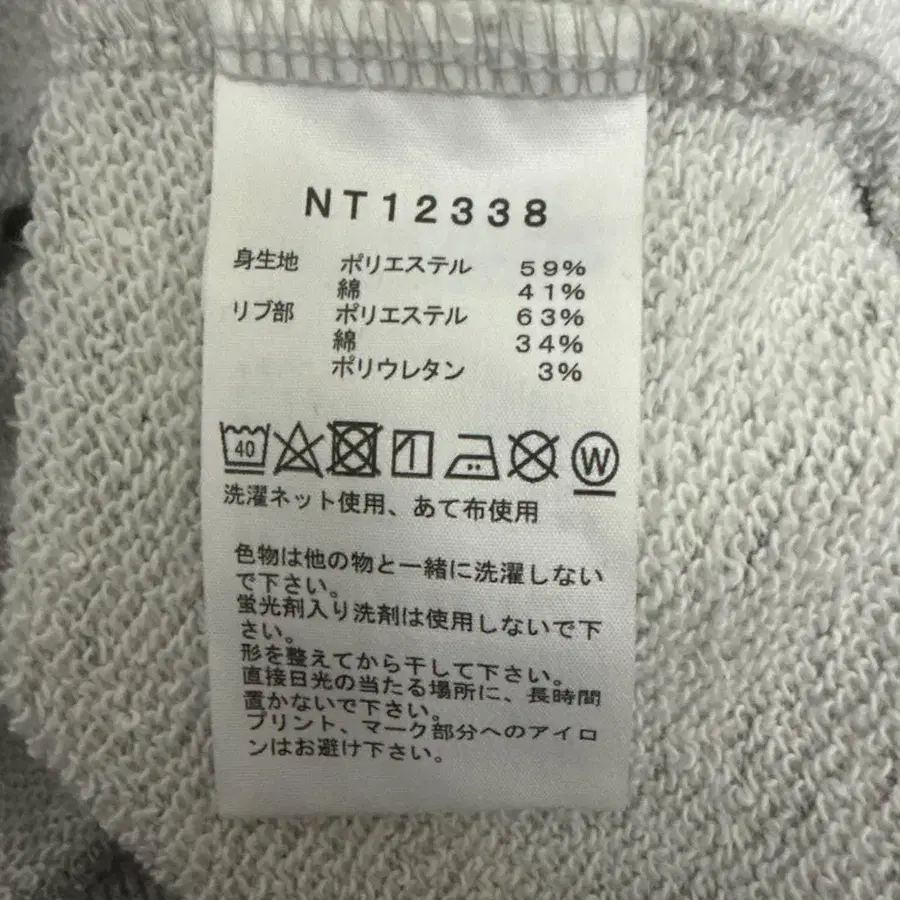 NT12338
身生地 ポリエステル 59%
綿 41%
リブ部 ポリエステル 63%
綿 34%
ポリウレタン 3%
40 W
洗濯ネット使用、あて布使用
色物は他の物と一緒に洗濯しない
で下さい。
蛍光剤入り洗剤は使用しないで下
さい。
形を整えてから干して下さい。
直接日光の当たる場所に、長時間
置かないで下さい。
プリント、マーク部分へのアイロ
ンはお避け下さい。